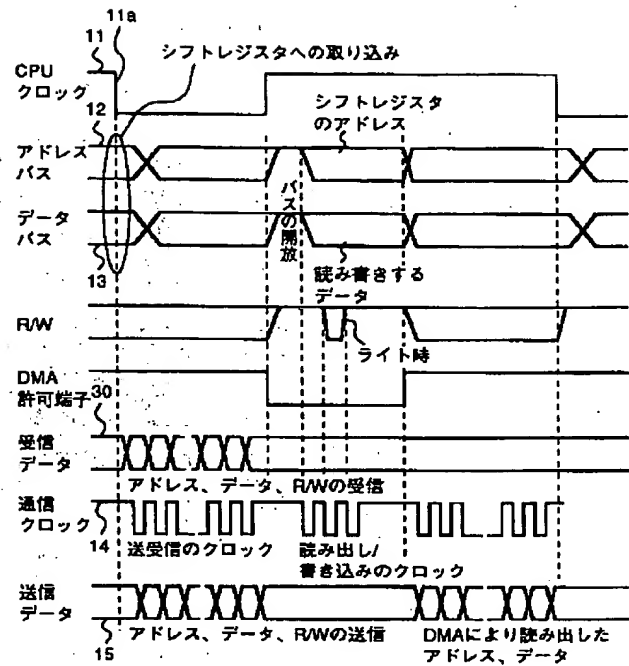 11a
11
シフトレジスタへの取り込み
CPU
クロック
12
シフトレジスタ
のアドレス
アドレス
バス
バスの開放
データ
バス
13
読み書きする
データ
R/W
ライト時
DMA
許可端子
30
受信
データ
アドレス、データ、R/Wの受信
通信
クロック
14
送受信のクロック
読み出し/
書き込みのクロック
送信
データ
15
アドレス、データ、R/Wの送信
DMAにより読み出した
アドレス、データ